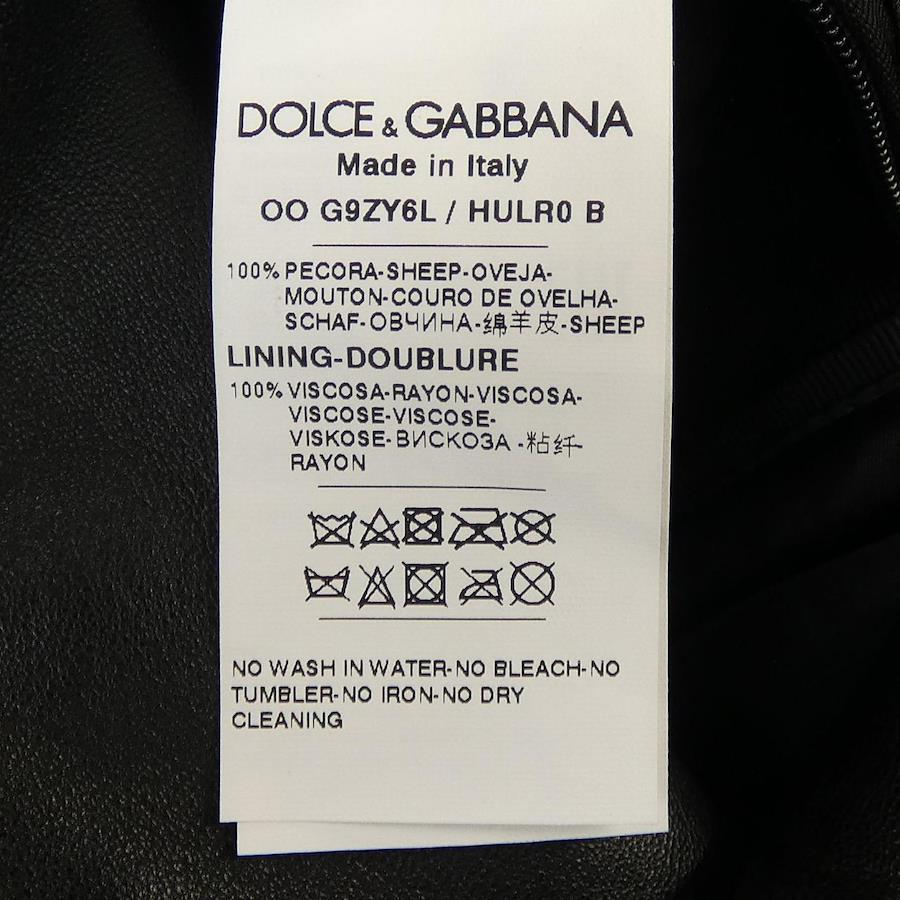 DOLCE & GABBANA
Made in Italy
OO G9ZY6L / HULR0 B
100% PECORA-SHEEP-OVEJA-
MOUTON-COURO DE OVELHA-
SCHAF-ОВЧИНА-绵羊皮-SHEEP
LINING-DOUBLURE
100% VISCOSA-RAYON-VISCOSA-
VISCOSE-VISCOSE-
VISKOSE-ВИСКОЗА -粘纤-
RAYON
NO WASH IN WATER-NO BLEACH-NO
TUMBLER-NO IRON-NO DRY
CLEANING